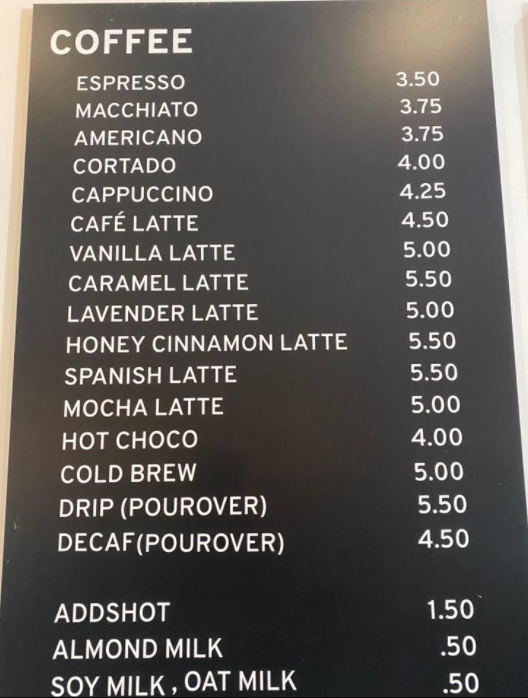 COFFEE
ESPRESSO 3.50
MACCHIATO 3.75
AMERICANO 3.75
CORTADO 4.00
CAPPUCCINO 4.25
CAFÉ LATTE 4.50
VANILLA LATTE 5.00
CARAMEL LATTE 5.50
LAVENDER LATTE 5.00
HONEY CINNAMON LATTE 5.50
SPANISH LATTE 5.50
MOCHA LATTE 5.00
HOT CHOCO 4.00
COLD BREW 5.00
DRIP (POUROVER) 5.50
DECAF(POUROVER) 4.50
ADDSHOT 1.50
ALMOND MILK .50
SOY MILK , OAT MILK .50